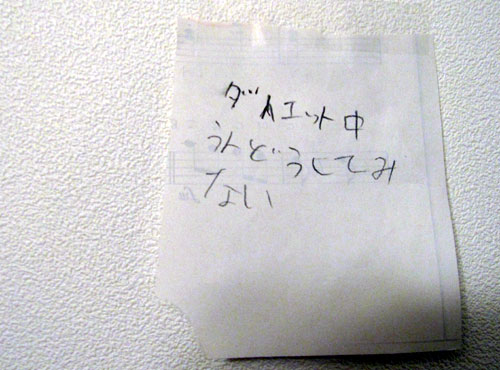 ダイエット中
うんどうしてみ
ない